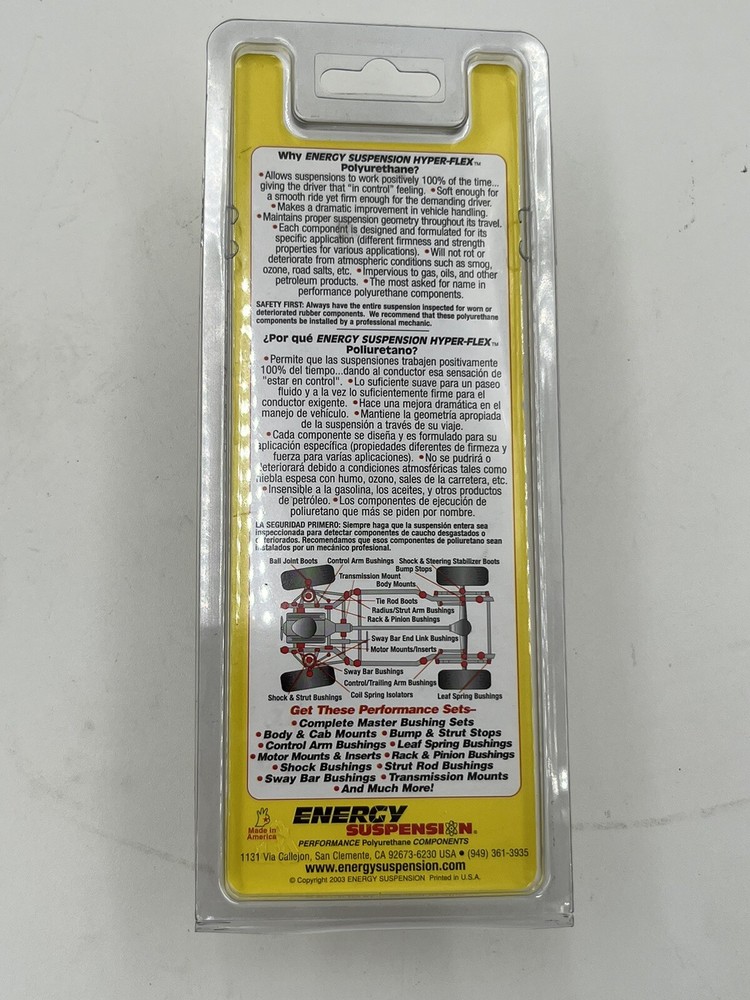 Why ENERGY SUSPENSION HYPER-FLEX™
Polyurethane?
•Allows suspensions to work positively 100% of the time...
giving the driver that "in control" feeling. •Soft enough for
a smooth ride yet firm enough for the demanding driver.
•Makes a dramatic improvement in vehicle handling.
•Maintains proper suspension geometry throughout its travel.
•Each component is designed and formulated for its
specific application (different firmness and strength
properties for various applications). •Will not rot or
deteriorate from atmospheric conditions such as smog,
ozone, road salts, etc. •Impervious to gas, oils, and other
petroleum products. •The most asked for name in
performance polyurethane components.
SAFETY FIRST: Always have the entire suspension inspected for worn or
deteriorated rubber components. We recommend that these polyurethane
components be installed by a professional mechanic.
¿Por qué ENERGY SUSPENSION HYPER-FLEX™
Poliuretano?
•Permite que las suspensiones trabajen positivamente
100% del tiempo...dando al conductor esa sensación de
"estar en control". •Lo suficiente suave para un paseo
fluido y a la vez lo suficientemente firme para el
conductor exigente. •Hace una mejora dramática en el
manejo de vehículo. •Mantiene la geometría apropiada
de la suspensión a través de su viaje.
•Cada componente se diseña y es formulado para su
aplicación específica (propiedades diferentes de firmeza y
fuerza para varias aplicaciones). •No se pudrirá o
deteriorará debido a condiciones atmosféricas tales como
niebla espesa con humo, ozono, sales de la carretera, etc.
•Insensible a la gasolina, los aceites, y otros productos
de petróleo. •Los componentes de ejecución de
poliuretano que más se piden por nombre.
LA SEGURIDAD PRIMERO: Siempre haga que la suspensión entera sea
inspeccionada para detectar componentes de caucho desgastados o
deteriorados. Recomendamos que esos componentes de poliuretano sean
instalados por un mecánico profesional.
Ball Joint Boots
Control Arm Bushings
Shock & Steering Stabilizer Boots
Bump Stops
Transmission Mount
Body Mounts
Tie Rod Boots
Radius/Strut Arm Bushings
Rack & Pinion Bushings
Sway Bar End Link Bushings
Motor Mounts/Inserts
Sway Bar Bushings
Control/Trailing Arm Bushings
Shock & Strut Bushings
Coil Spring Isolators
Leaf Spring Bushings
Get These Performance Sets–
•Complete Master Bushing Sets
•Body & Cab Mounts •Bump & Strut Stops
•Control Arm Bushings •Leaf Spring Bushings
•Motor Mounts & Inserts •Rack & Pinion Bushings
•Shock Bushings •Strut Rod Bushings
•Sway Bar Bushings •Transmission Mounts
•And Much More!
Made in
America
ENERGY
SUSPENSION®
PERFORMANCE Polyurethane COMPONENTS
1131 Via Callejon, San Clemente, CA 92673-6230 USA • (949) 361-3935
www.energysuspension.com
© Copyright 2003 ENERGY SUSPENSION Printed in U.S.A.